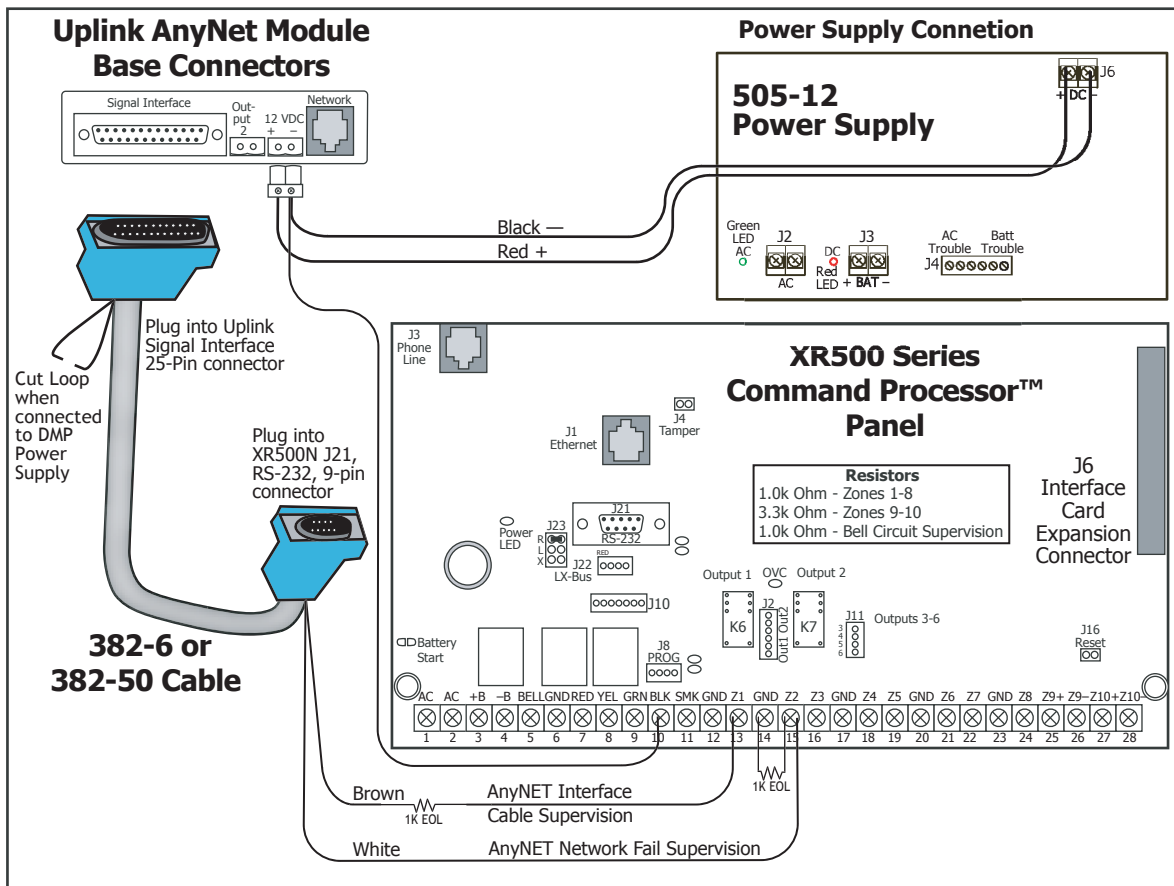 Uplink AnyNet Module
Base Connectors
Signal Interface
Out-
put
2
12 VDC
+ −
Network
Power Supply Connetion
505-12
Power Supply
J6
+ DC −
Black —
Red +
Green
LED
AC
J2
AC
DC
Red
LED
J3
+ BAT −
AC
Trouble
Batt
Trouble
J4
Plug into Uplink
Signal Interface
25-Pin connector
Cut Loop
when
connected
to DMP
Power
Supply
Plug into
XR500N J21,
RS-232, 9-pin
connector
382-6 or
382-50 Cable
J3
Phone
Line
XR500 Series
Command Processor™
Panel
J4
Tamper
J1
Ethernet
Resistors
1.0k Ohm - Zones 1-8
3.3k Ohm - Zones 9-10
1.0k Ohm - Bell Circuit Supervision
J6
Interface
Card
Expansion
Connector
Power
LED
J23
R
L
X
J21
RS-232
RED
J22
LX-Bus
J10
Output 1
OVC
Output 2
K6
J2
Out1 Out2
K7
J11
3
4
5
6
Outputs 3-6
J16
Reset
Battery
Start
J8
PROG
AC AC +B −B BELL GND RED YEL GRN BLK SMK GND Z1 GND Z2 Z3 GND Z4 Z5 GND Z6 Z7 GND Z8 Z9+ Z9− Z10+ Z10−
1 2 3 4 5 6 7 8 9 10 11 12 13 14 15 16 17 18 19 20 21 22 23 24 25 26 27 28
1K EOL
Brown
1K EOL
AnyNET Interface
Cable Supervision
White
AnyNET Network Fail Supervision